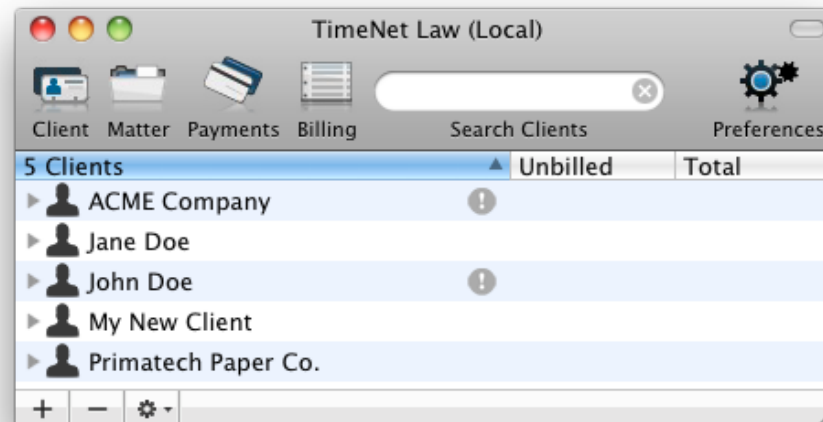 TimeNet Law (Local)
Client Matter Payments Billing Search Clients Preferences
5 Clients Unbilled Total
ACME Company
Jane Doe
John Doe
My New Client
Primatech Paper Co.